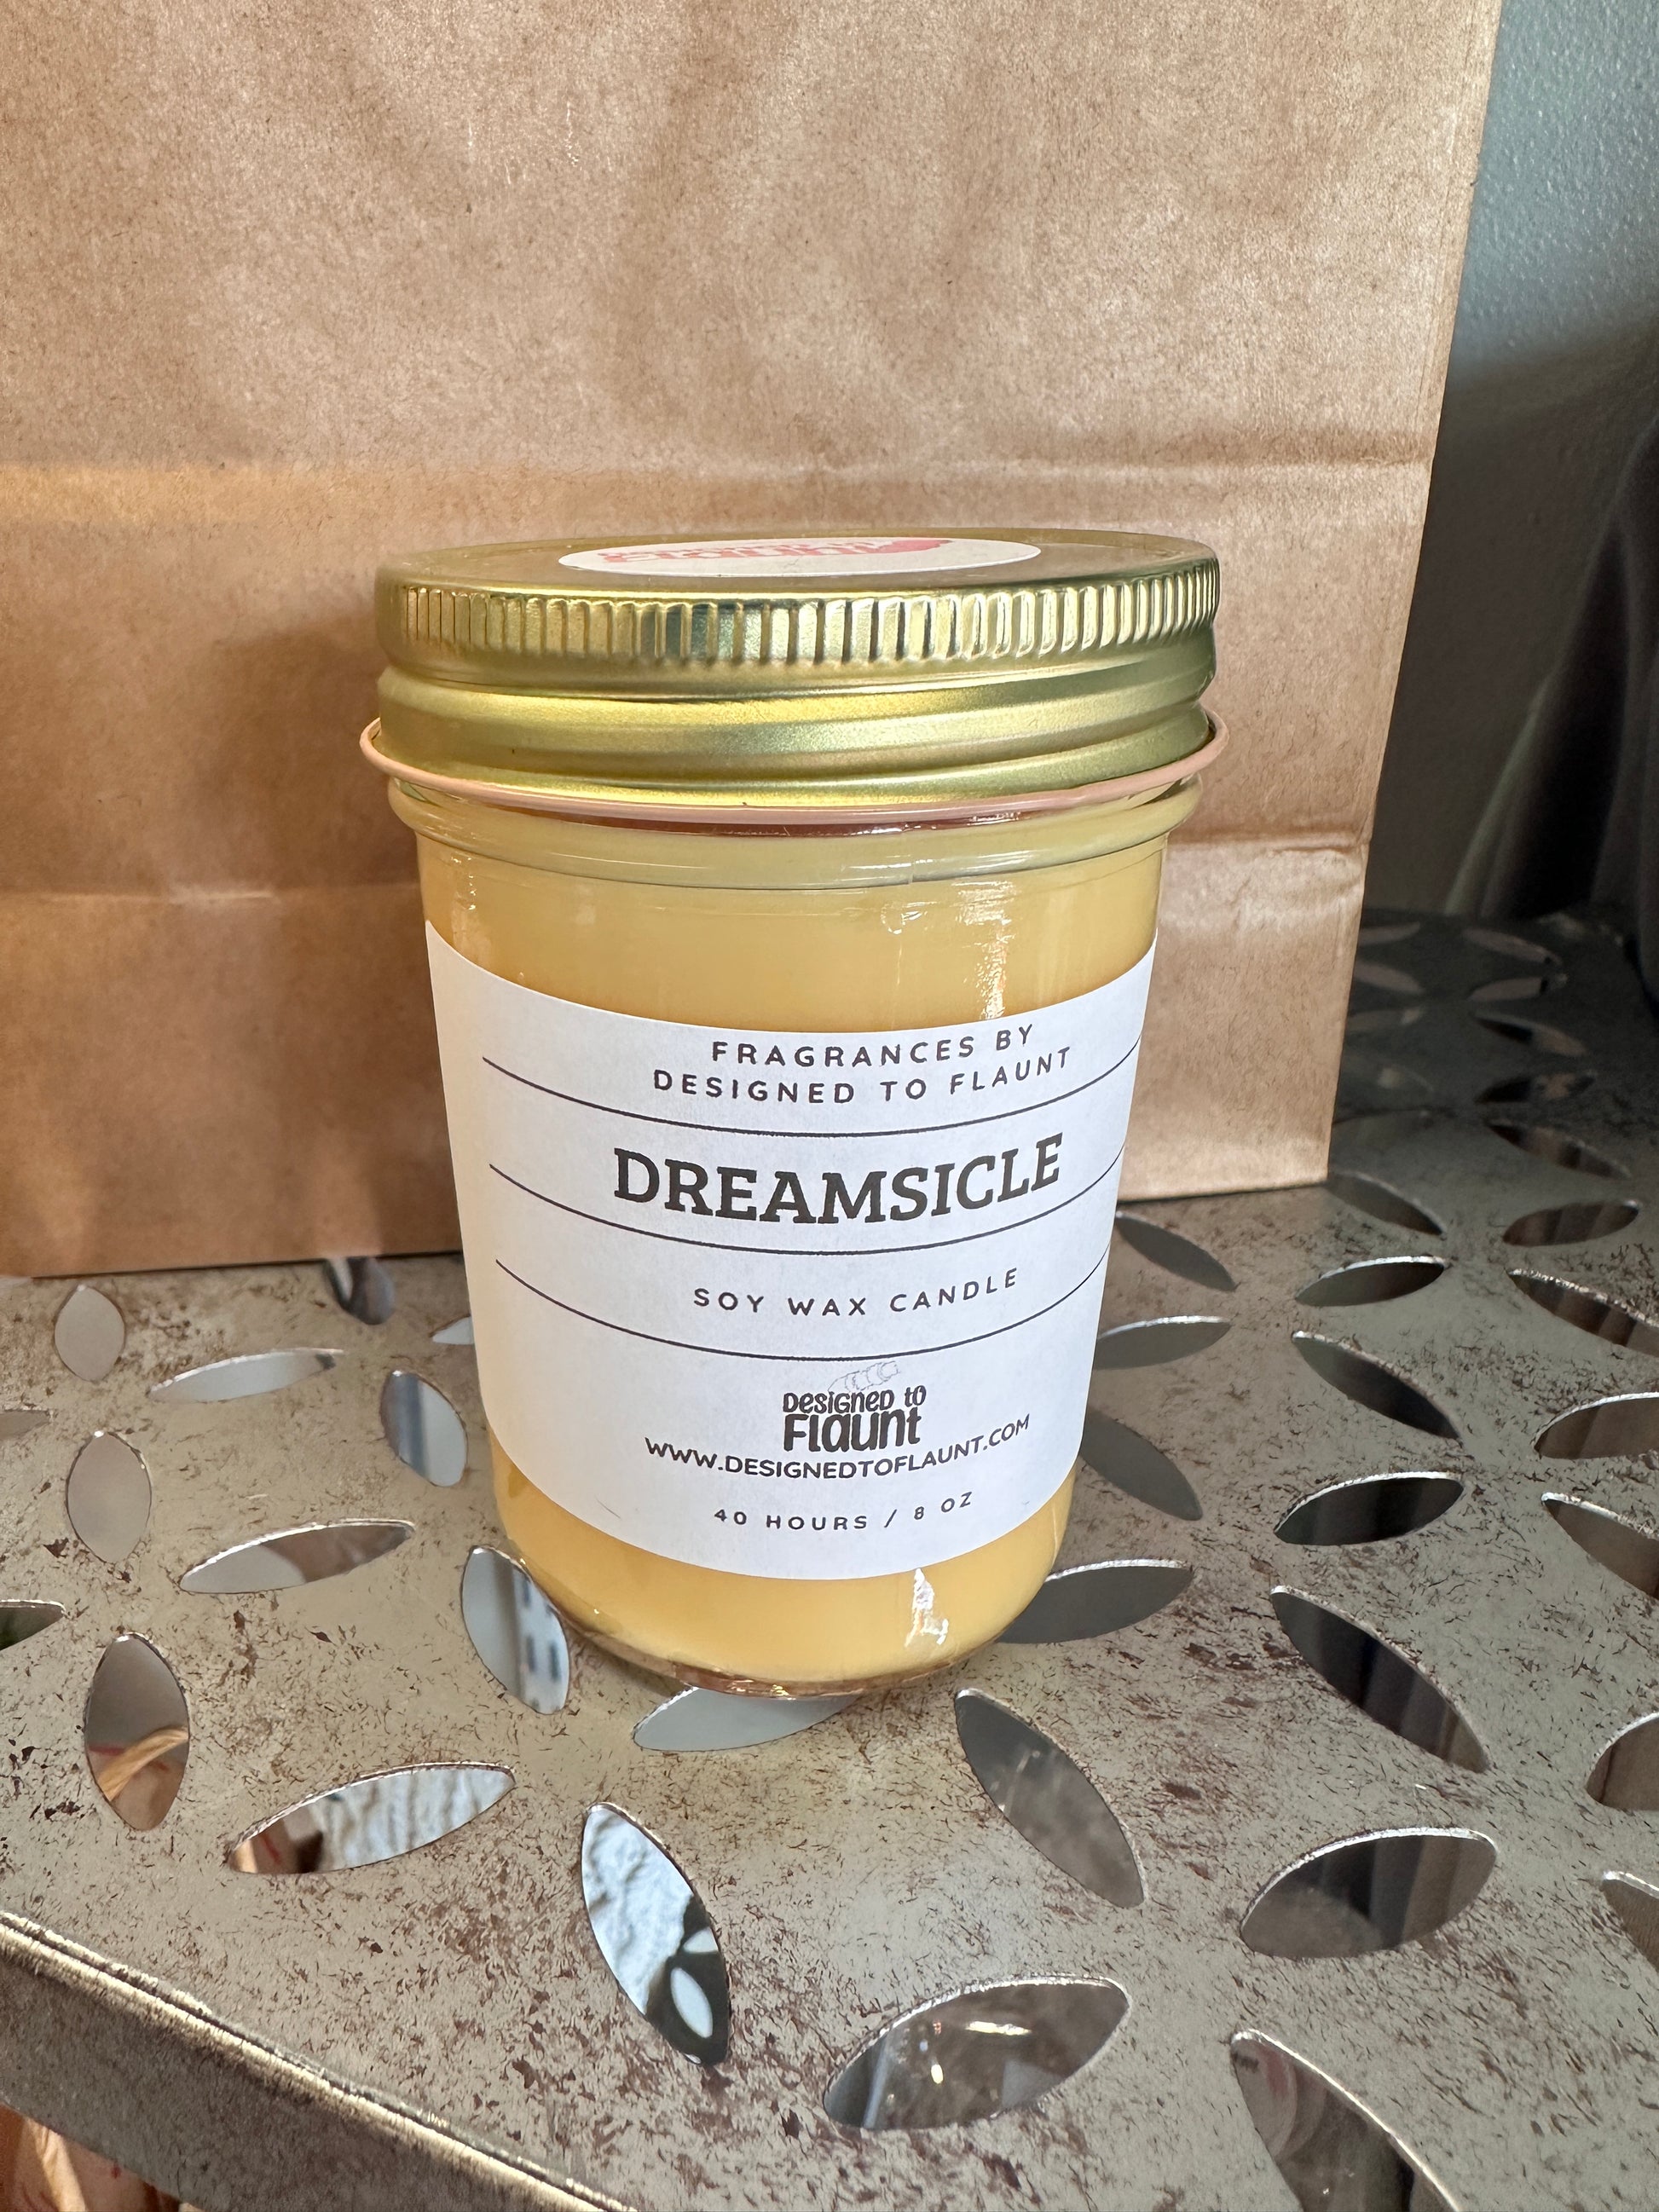 FRAGRANCES BY
DESIGNED TO FLAUNT
DREAMSICLE
SOY WAX CANDLE
Designed to
Flaunt
WWW.DESIGNEDTOFLAUNT.COM
40 HOURS / 8 OZ